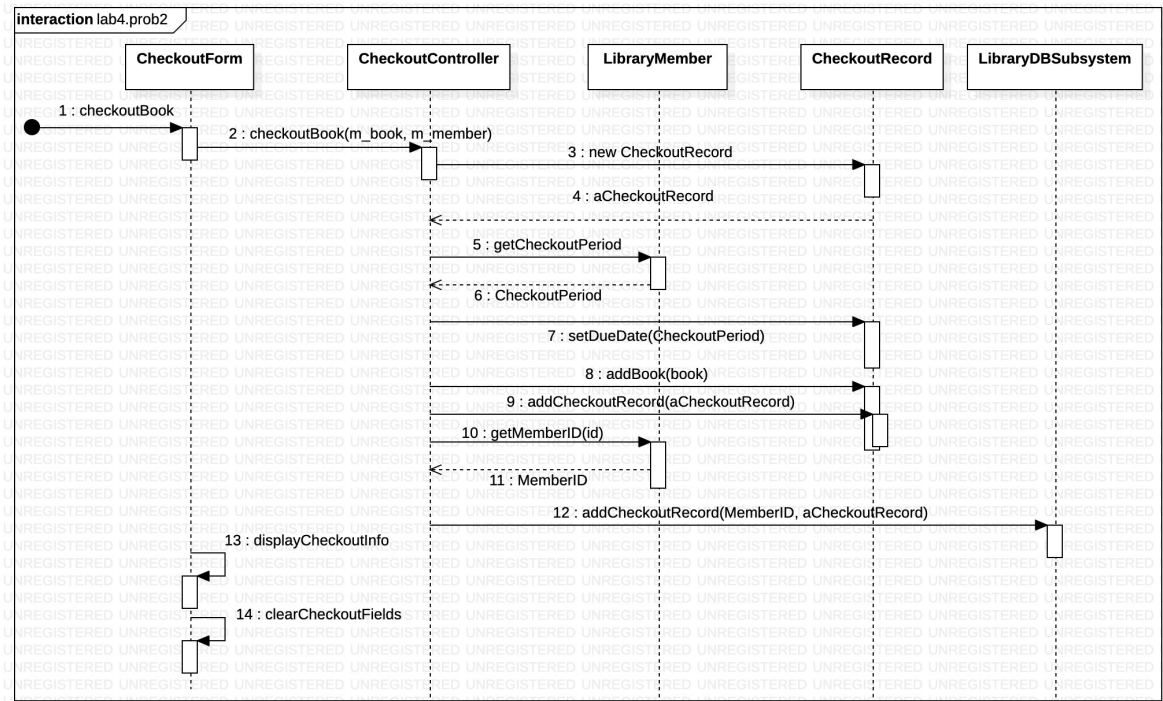 interaction lab4.prob2
CheckoutForm
CheckoutController
LibraryMember
CheckoutRecord
LibraryDBSubsystem
1 : checkoutBook
2 : checkoutBook(m_book, m_member)
3 : new CheckoutRecord
4 : aCheckoutRecord
5 : getCheckoutPeriod
6 : CheckoutPeriod
7 : setDueDate(CheckoutPeriod)
8 : addBook(book)
9 : addCheckoutRecord(aCheckoutRecord)
10 : getMemberID(id)
11 : MemberID
12 : addCheckoutRecord(MemberID, aCheckoutRecord)
13 : displayCheckoutInfo
14 : clearCheckoutFields
UNREGISTERED